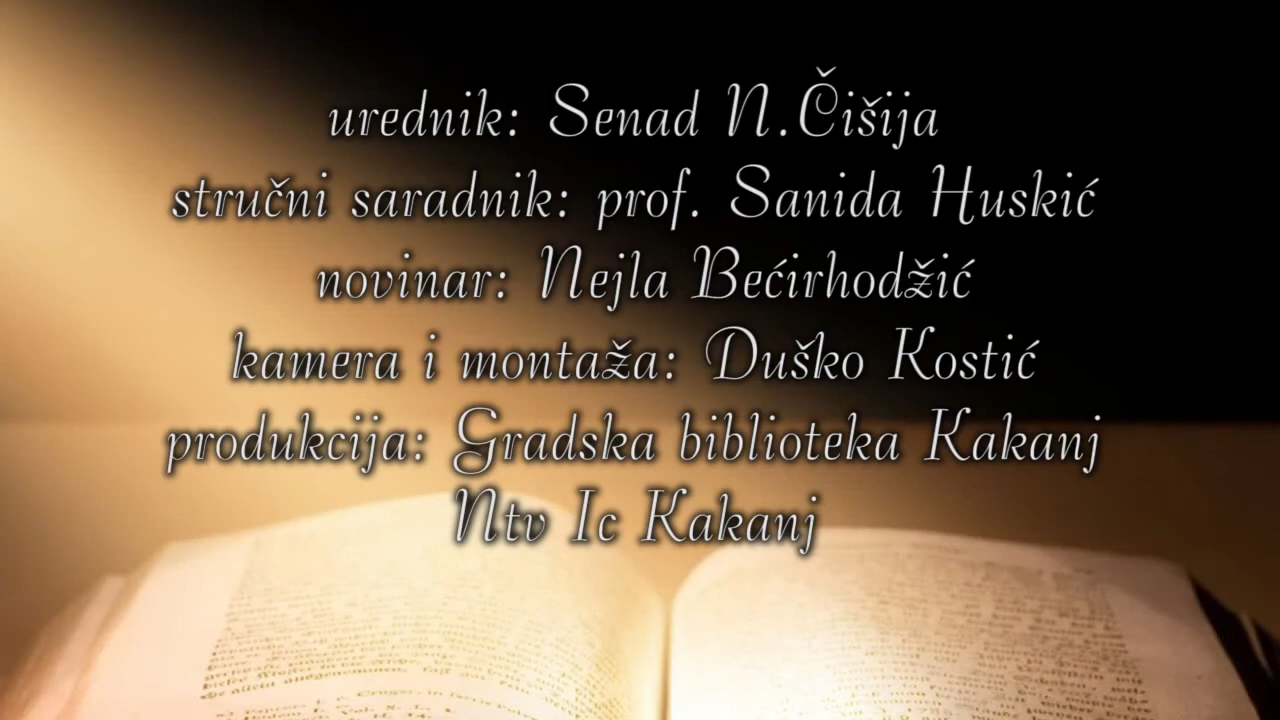 urednik: Senad N.Čišija
stručni saradnik: prof. Sanida Huskić
novinar: Nejla Bećirhodžić
kamera i montaža: Duško Kostić
produkcija: Gradska biblioteka Kakanj
Ntv Ic Kakanj